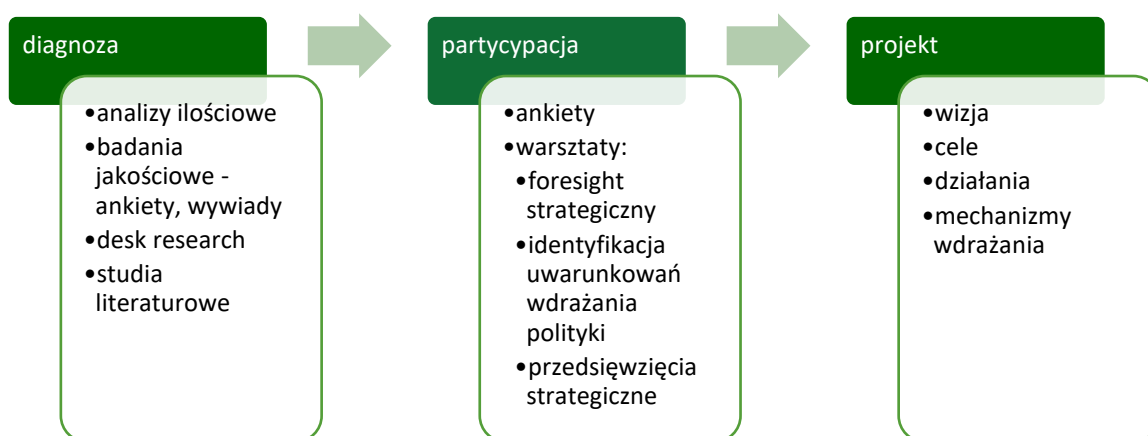 diagnoza
•analizy ilościowe
•badania
jakościowe -
ankiety, wywiady
•desk research
•studia
literaturowe
partycypacja
•ankiety
•warsztaty:
•foresight
strategiczny
•identyfikacja
uwarunkowań
wdrażania
polityki
•przedsięwzięcia
strategiczne
projekt
•wizja
•cele
•działania
•mechanizmy
wdrażania